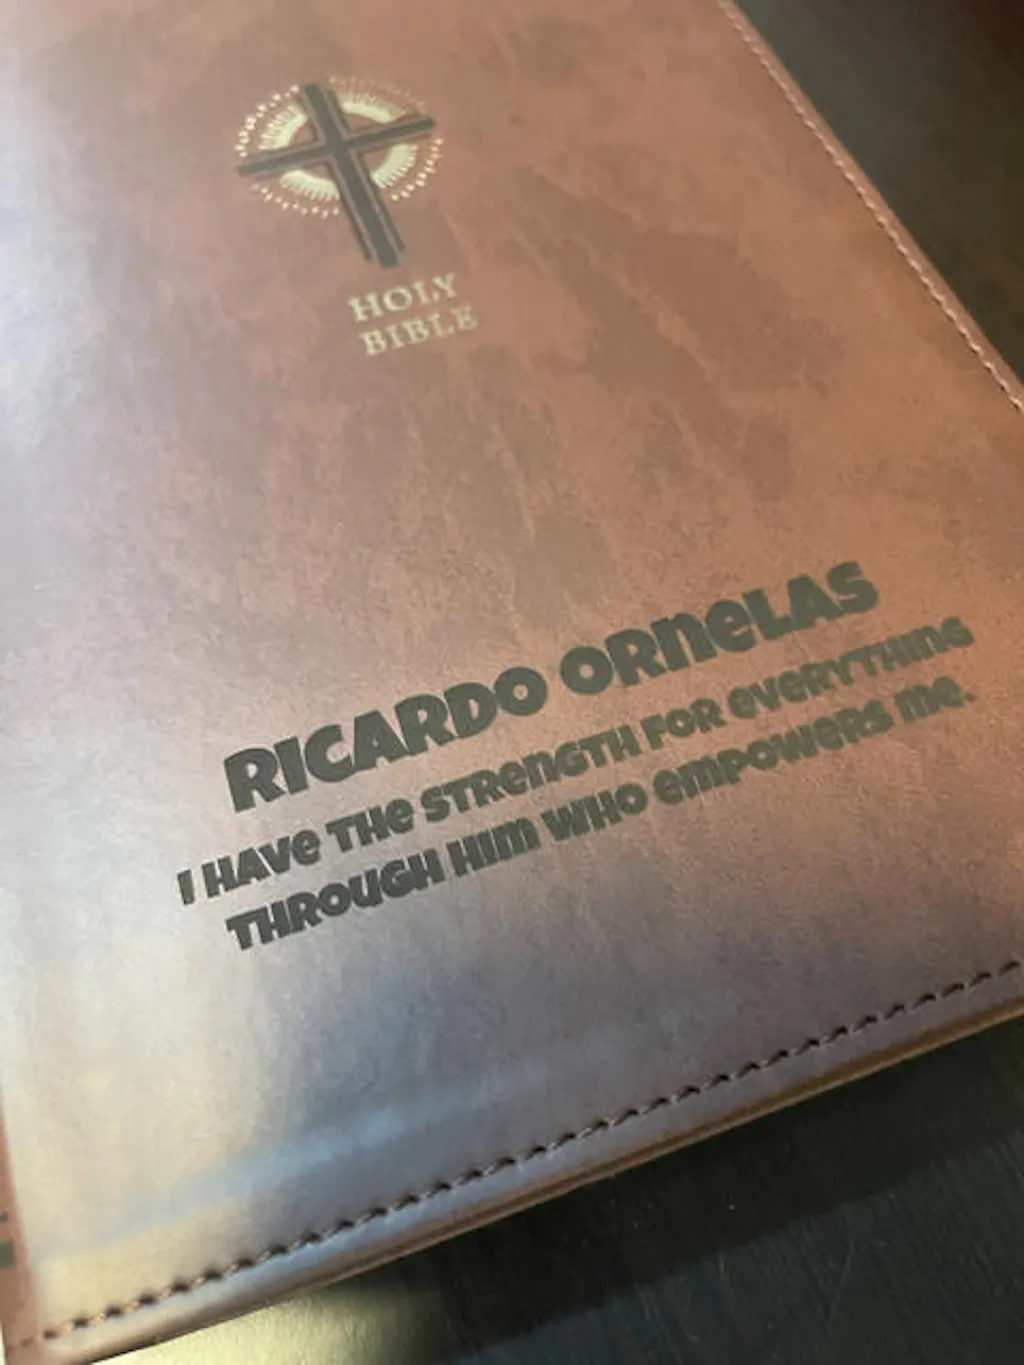 HOLY
BIBLE
RICARDO ORNELAS
I HAVE THE STRENGTH FOR EVERYTHING
THROUGH HIM WHO EMPOWERS ME.